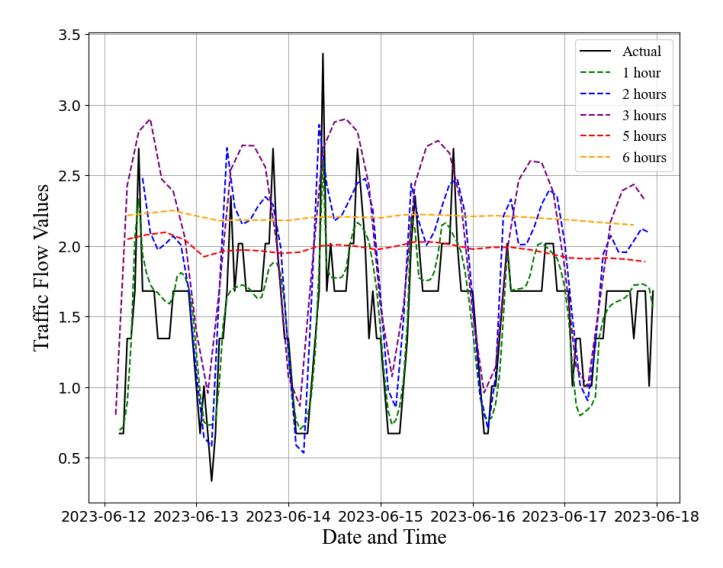 3.5
3.0
2.5
2.0
1.5
1.0
0.5
Traffic Flow Values
Actual
1 hour
2 hours
3 hours
5 hours
6 hours
2023-06-12 2023-06-13 2023-06-14 2023-06-15 2023-06-16 2023-06-17 2023-06-18
Date and Time